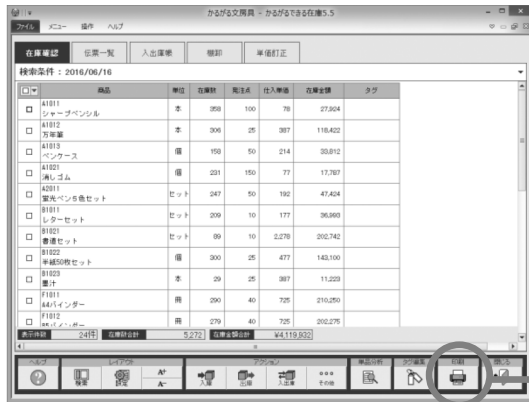 かるがる文房具 - かるがるできる在庫5.5
ファイル メニュー 操作 ヘルプ
在庫確認 伝票一覧 入出庫帳 棚卸 単価訂正
検索条件：2016/06/16
商品 単位 在庫数 発注点 仕入単価 在庫金額 タグ
A1011
シャープペンシル 本 358 100 78 27,924
A1012
万年筆 本 306 25 387 118,422
A1013
ペンケース 個 158 50 214 33,812
A1021
消しゴム 個 231 150 77 17,787
A2011
蛍光ペン5色セット セット 247 50 192 47,424
B1011
レターセット セット 209 10 177 36,993
B1021
書道セット セット 89 10 2,278 202,742
B1022
半紙50枚セット 個 300 25 477 143,100
B1023
墨汁 本 29 25 387 11,223
F1011
A4バインダー 冊 290 40 725 210,250
F1012
B5バインダー 冊 279 40 725 202,275
表示件数 24件 在庫数合計 5,272 在庫金額合計 ¥4,119,932
ヘルプ レイアウト アクション 単品分析 タグ編集 印刷 閉じる
検索 設定 A+ A- 入庫 出庫 入出庫 その他